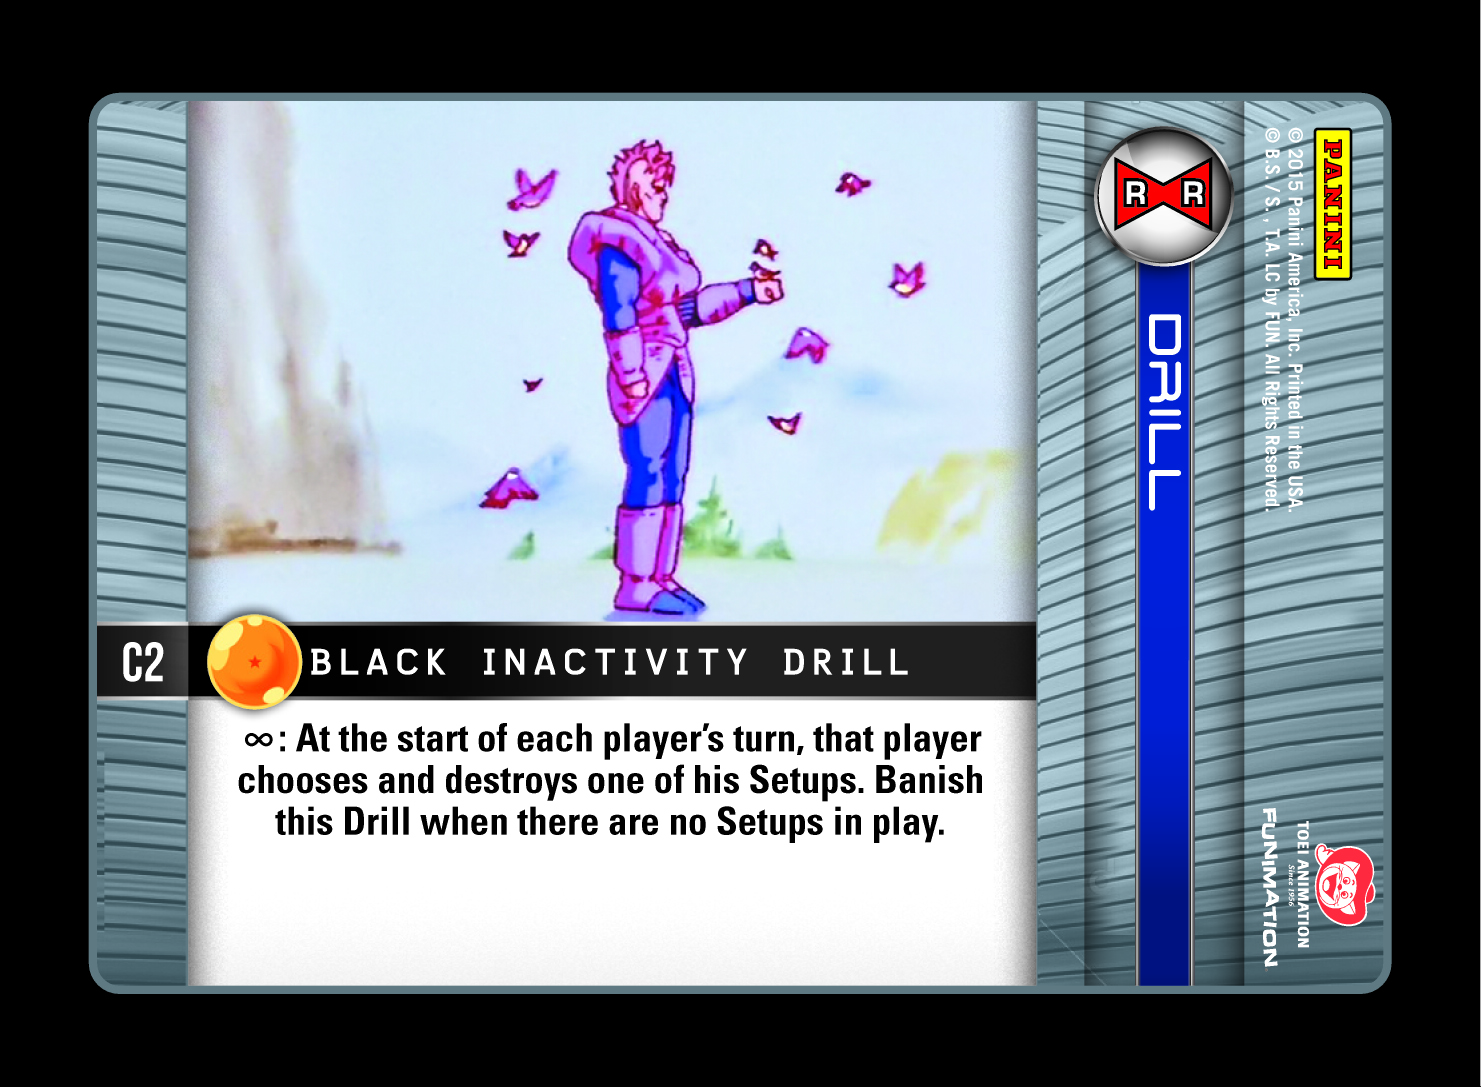 R R
DRILL
PANINI
© 2015 Panini America, Inc. Printed in the USA.
© B.S. / S. , T.A. LC by FUN. All Rights Reserved.
C2
BLACK INACTIVITY DRILL
∞: At the start of each player’s turn, that player
chooses and destroys one of his Setups. Banish
this Drill when there are no Setups in play.
TOEI ANIMATION
Since 1956
FUNIMATION